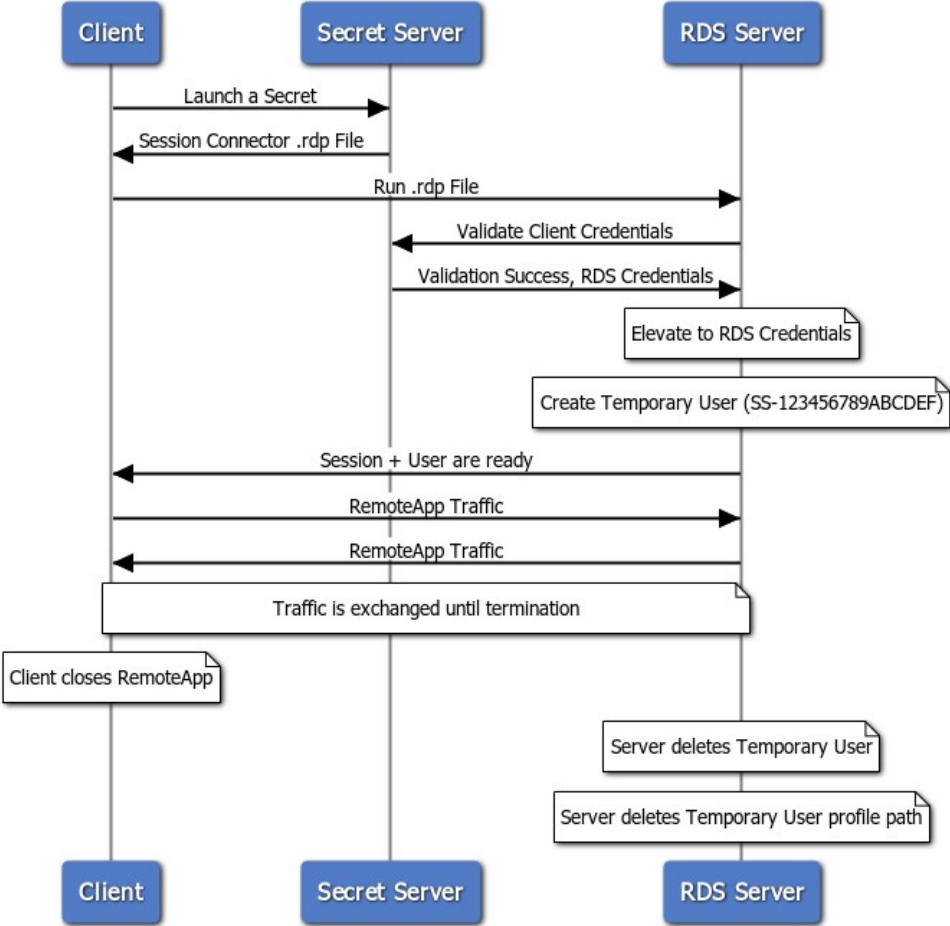 Client
Secret Server
RDS Server
Launch a Secret
Session Connector .rdp File
Run .rdp File
Validate Client Credentials
Validation Success, RDS Credentials
Elevate to RDS Credentials
Create Temporary User (SS-123456789ABCDEF)
Session + User are ready
RemoteApp Traffic
RemoteApp Traffic
Traffic is exchanged until termination
Client closes RemoteApp
Server deletes Temporary User
Server deletes Temporary User profile path
Client
Secret Server
RDS Server